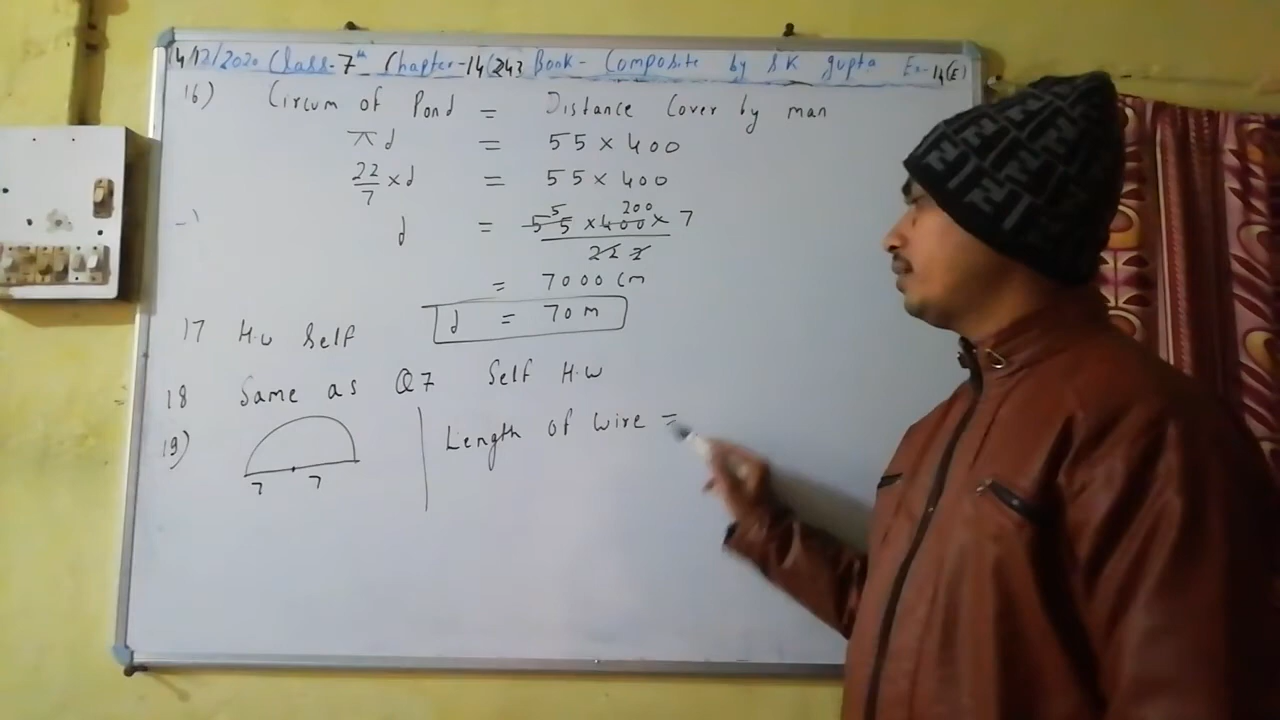 14/12/2020 Class-7th Chapter-14(243 Book- Composite by S K gupta Ex-14(E)
16) Circum of Pond = Distance Cover by man
πd = 55 × 400
22/7 × d = 55 × 400
5 200
d = 55 × 400 × 7
22 2
= 7000 Cm
d = 70 m
17 H.w Self
18 Same as Q7 Self H.W
19) Length of Wire =
7 7